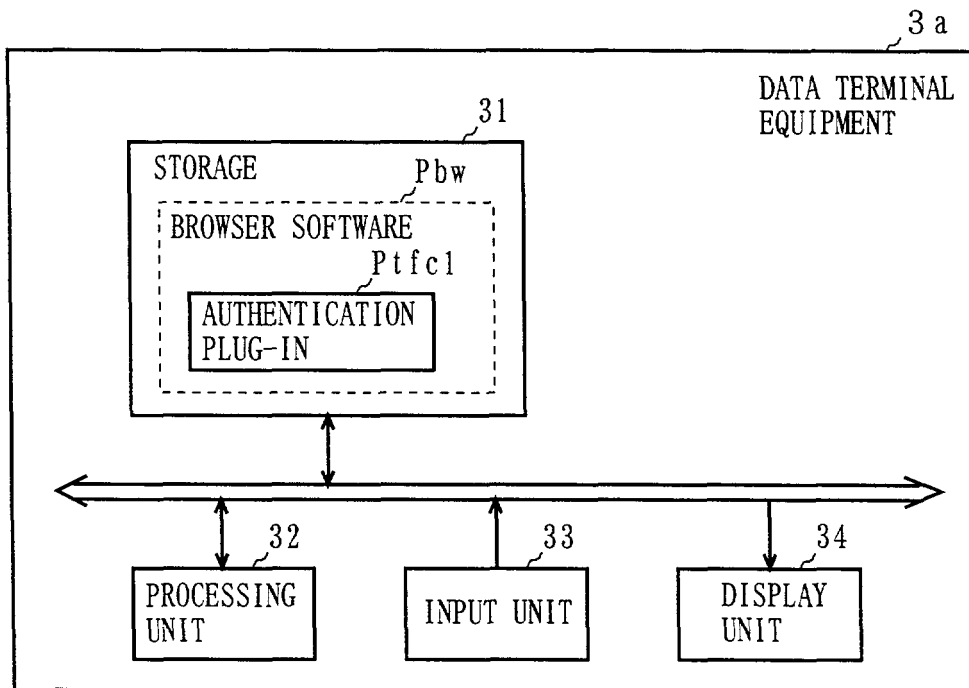 3a
DATA TERMINAL
EQUIPMENT
31
STORAGE
Pbw
BROWSER SOFTWARE
Ptfc1
AUTHENTICATION
PLUG-IN
32
PROCESSING
UNIT
33
INPUT UNIT
34
DISPLAY
UNIT